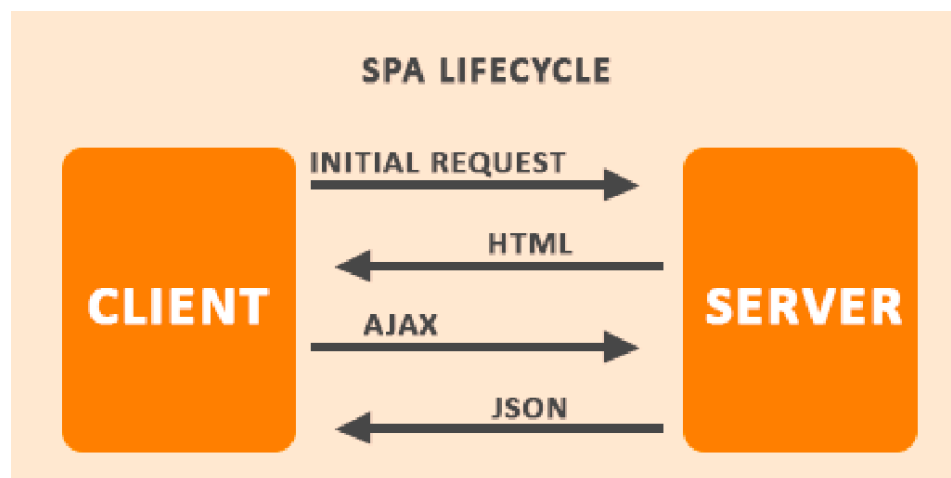 SPA LIFECYCLE
INITIAL REQUEST
HTML
CLIENT
SERVER
AJAX
JSON